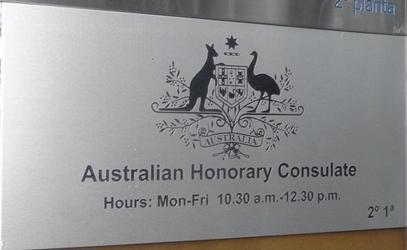 2ª planta
AUSTRALIA
Australian Honorary Consulate
Hours: Mon-Fri 10.30 a.m.-12.30 p.m.
2º 1ª